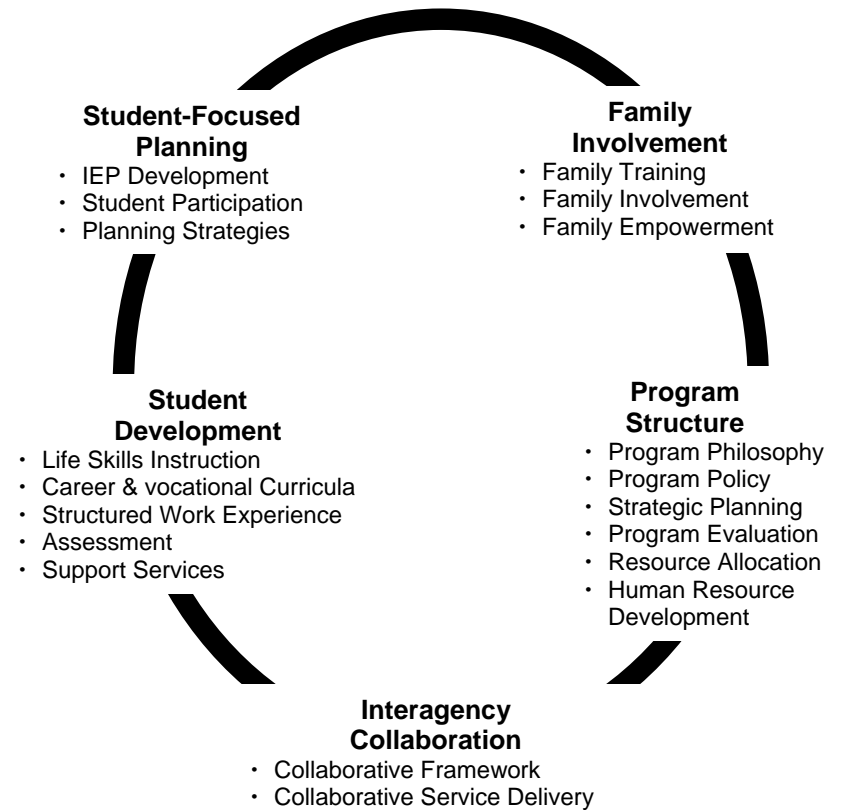 Student-Focused
Planning
・ IEP Development
・ Student Participation
・ Planning Strategies
Family
Involvement
・ Family Training
・ Family Involvement
・ Family Empowerment
Student
Development
・ Life Skills Instruction
・ Career & vocational Curricula
・ Structured Work Experience
・ Assessment
・ Support Services
Program
Structure
・ Program Philosophy
・ Program Policy
・ Strategic Planning
・ Program Evaluation
・ Resource Allocation
・ Human Resource
Development
Interagency
Collaboration
・ Collaborative Framework
・ Collaborative Service Delivery